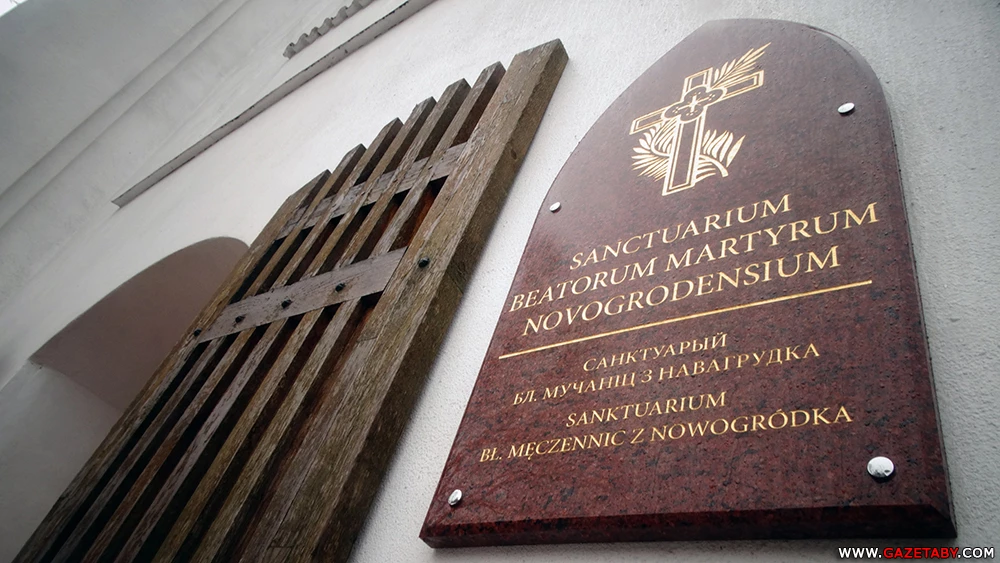 SANCTUARIUM
BEATORUM MARTYRUM
NOVOGRODENSIUM
САНКТУАРЫЙ
БЛ. МУЧАНІЦ З НАВАГРУДКА
SANKTUARIUM
BŁ. MĘCZENNIC Z NOWOGRÓDKA
WWW.GAZETABY.COM